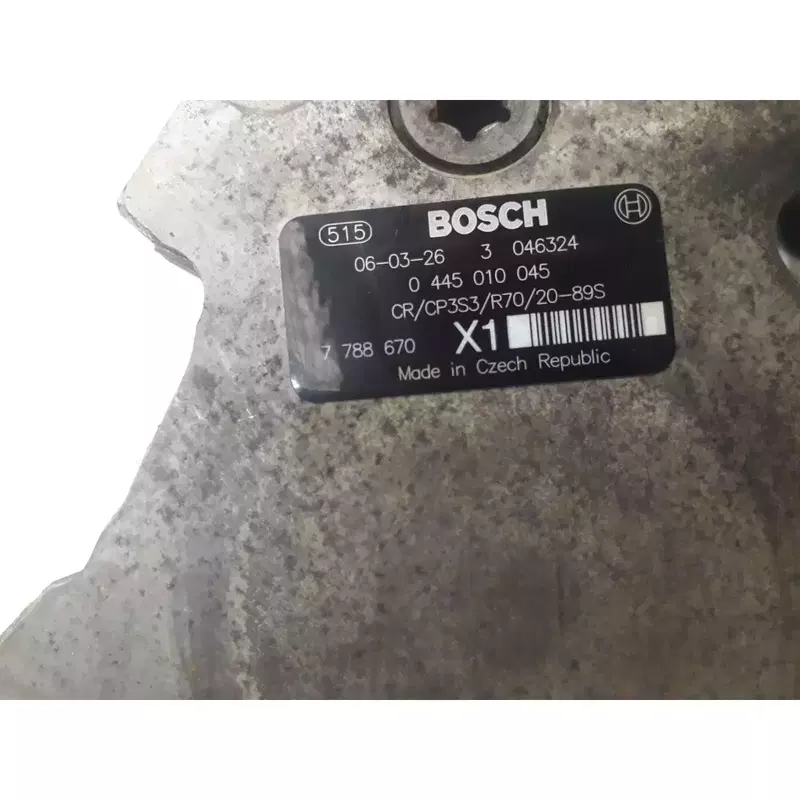 515 BOSCH
06-03-26 3 046324
0 445 010 045
CR/CP3S3/R70/20-89S
7 788 670 X1
Made in Czech Republic